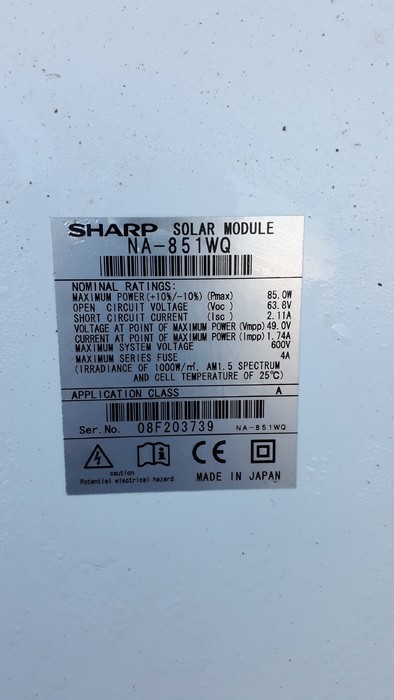 SHARP SOLAR MODULE
NA-851WQ
NOMINAL RATINGS:
MAXIMUM POWER(+10%/-10%) (Pmax) 85.0W
OPEN CIRCUIT VOLTAGE (Voc) 63.8V
SHORT CIRCUIT CURRENT (Isc) 2.11A
VOLTAGE AT POINT OF MAXIMUM POWER (Vmpp) 49.0V
CURRENT AT POINT OF MAXIMUM POWER (Impp) 1.74A
MAXIMUM SYSTEM VOLTAGE 600V
MAXIMUM SERIES FUSE 4A
(IRRADIANCE OF 1000W/㎡, AM1.5 SPECTRUM
AND CELL TEMPERATURE OF 25℃)
APPLICATION CLASS A
Ser.No. 08F203739 NA-851WQ
caution
Potential electrical hazard
i
CE
MADE IN JAPAN